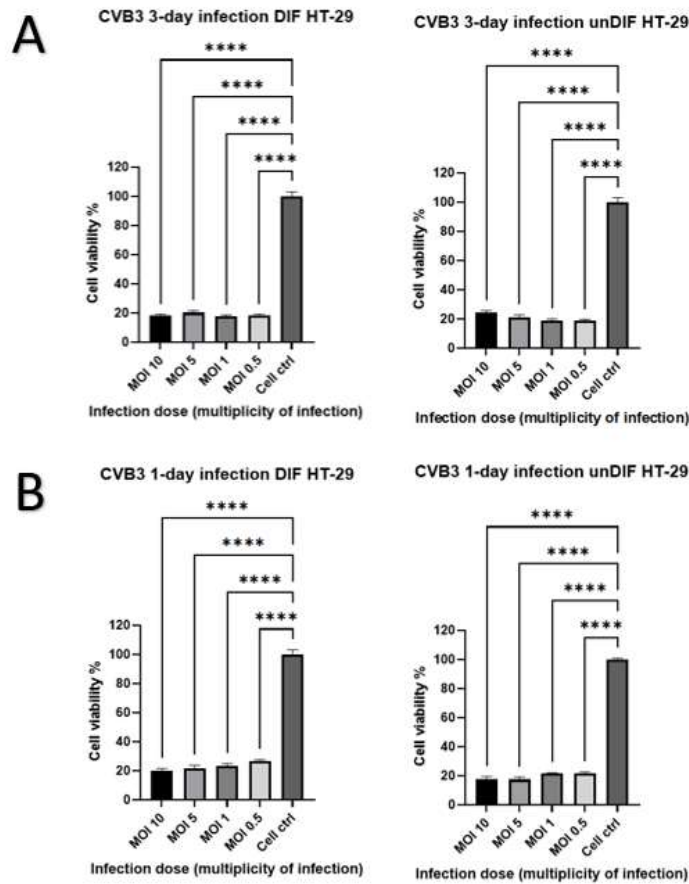 A
CVB3 3-day infection DIF HT-29
****
****
****
****
Cell viability %
120
100
80
60
40
20
0
MOI 10
MOI 5
MOI 1
MOI 0.5
Cell ctrl
Infection dose (multiplicity of infection)
CVB3 3-day infection unDIF HT-29
****
****
****
****
Cell viability %
120
100
80
60
40
20
0
MOI 10
MOI 5
MOI 1
MOI 0.5
Cell ctrl
Infection dose (multiplicity of infection)
B
CVB3 1-day infection DIF HT-29
****
****
****
****
Cell viability %
120
100
80
60
40
20
0
MOI 10
MOI 5
MOI 1
MOI 0.5
Cell ctrl
Infection dose (multiplicity of infection)
CVB3 1-day infection unDIF HT-29
****
****
****
****
Cell viability %
120
100
80
60
40
20
0
MOI 10
MOI 5
MOI 1
MOI 0.5
Cell ctrl
Infection dose (multiplicity of infection)